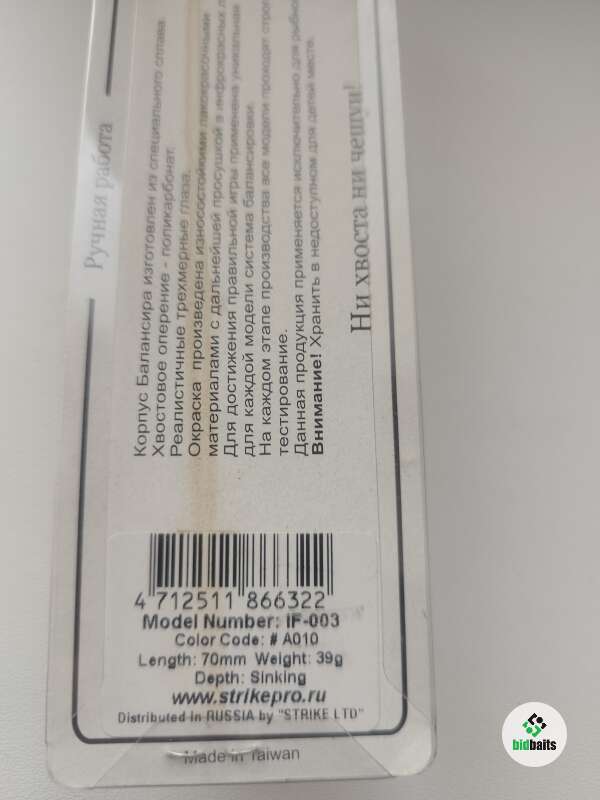 Ручная работа
Корпус Балансира изготовлен из специального сплава.
Хвостовое оперение - поликарбонат.
Реалистичные трехмерные глаза.
Окраска произведена износостойкими лакокрасочными
материалами с дальнейшей просушкой в инфрокрасных
Для достижения правильной игры применена уникальная
для каждой модели система балансировки.
На каждом этапе производства все модели проходят
тестирование.
Данная продукция применяется исключительно для
Внимание! Хранить в недоступном для детей месте.
Ни хвоста ни чешуи!
4 712511 866322
Model Number: IF-003
Color Code: # A010
Length: 70mm Weight: 39g
Depth: Sinking
www.strikepro.ru
Distributed in RUSSIA by "STRIKE LTD"
Made in Taiwan
bidbaits